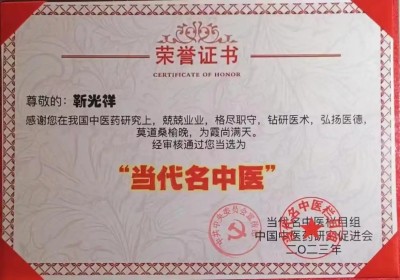 荣誉证书
CERTIFICATE OF HONOR
尊敬的：靳光祥
感谢您在我国中医药研究上，兢兢业业，格尽职守，钻研医术，弘扬医德，
莫道桑榆晚，为霞尚满天。
经审核通过您当选为
“当代名中医”
当代名中医栏目组
中国中医药研究促进会
二〇二三年